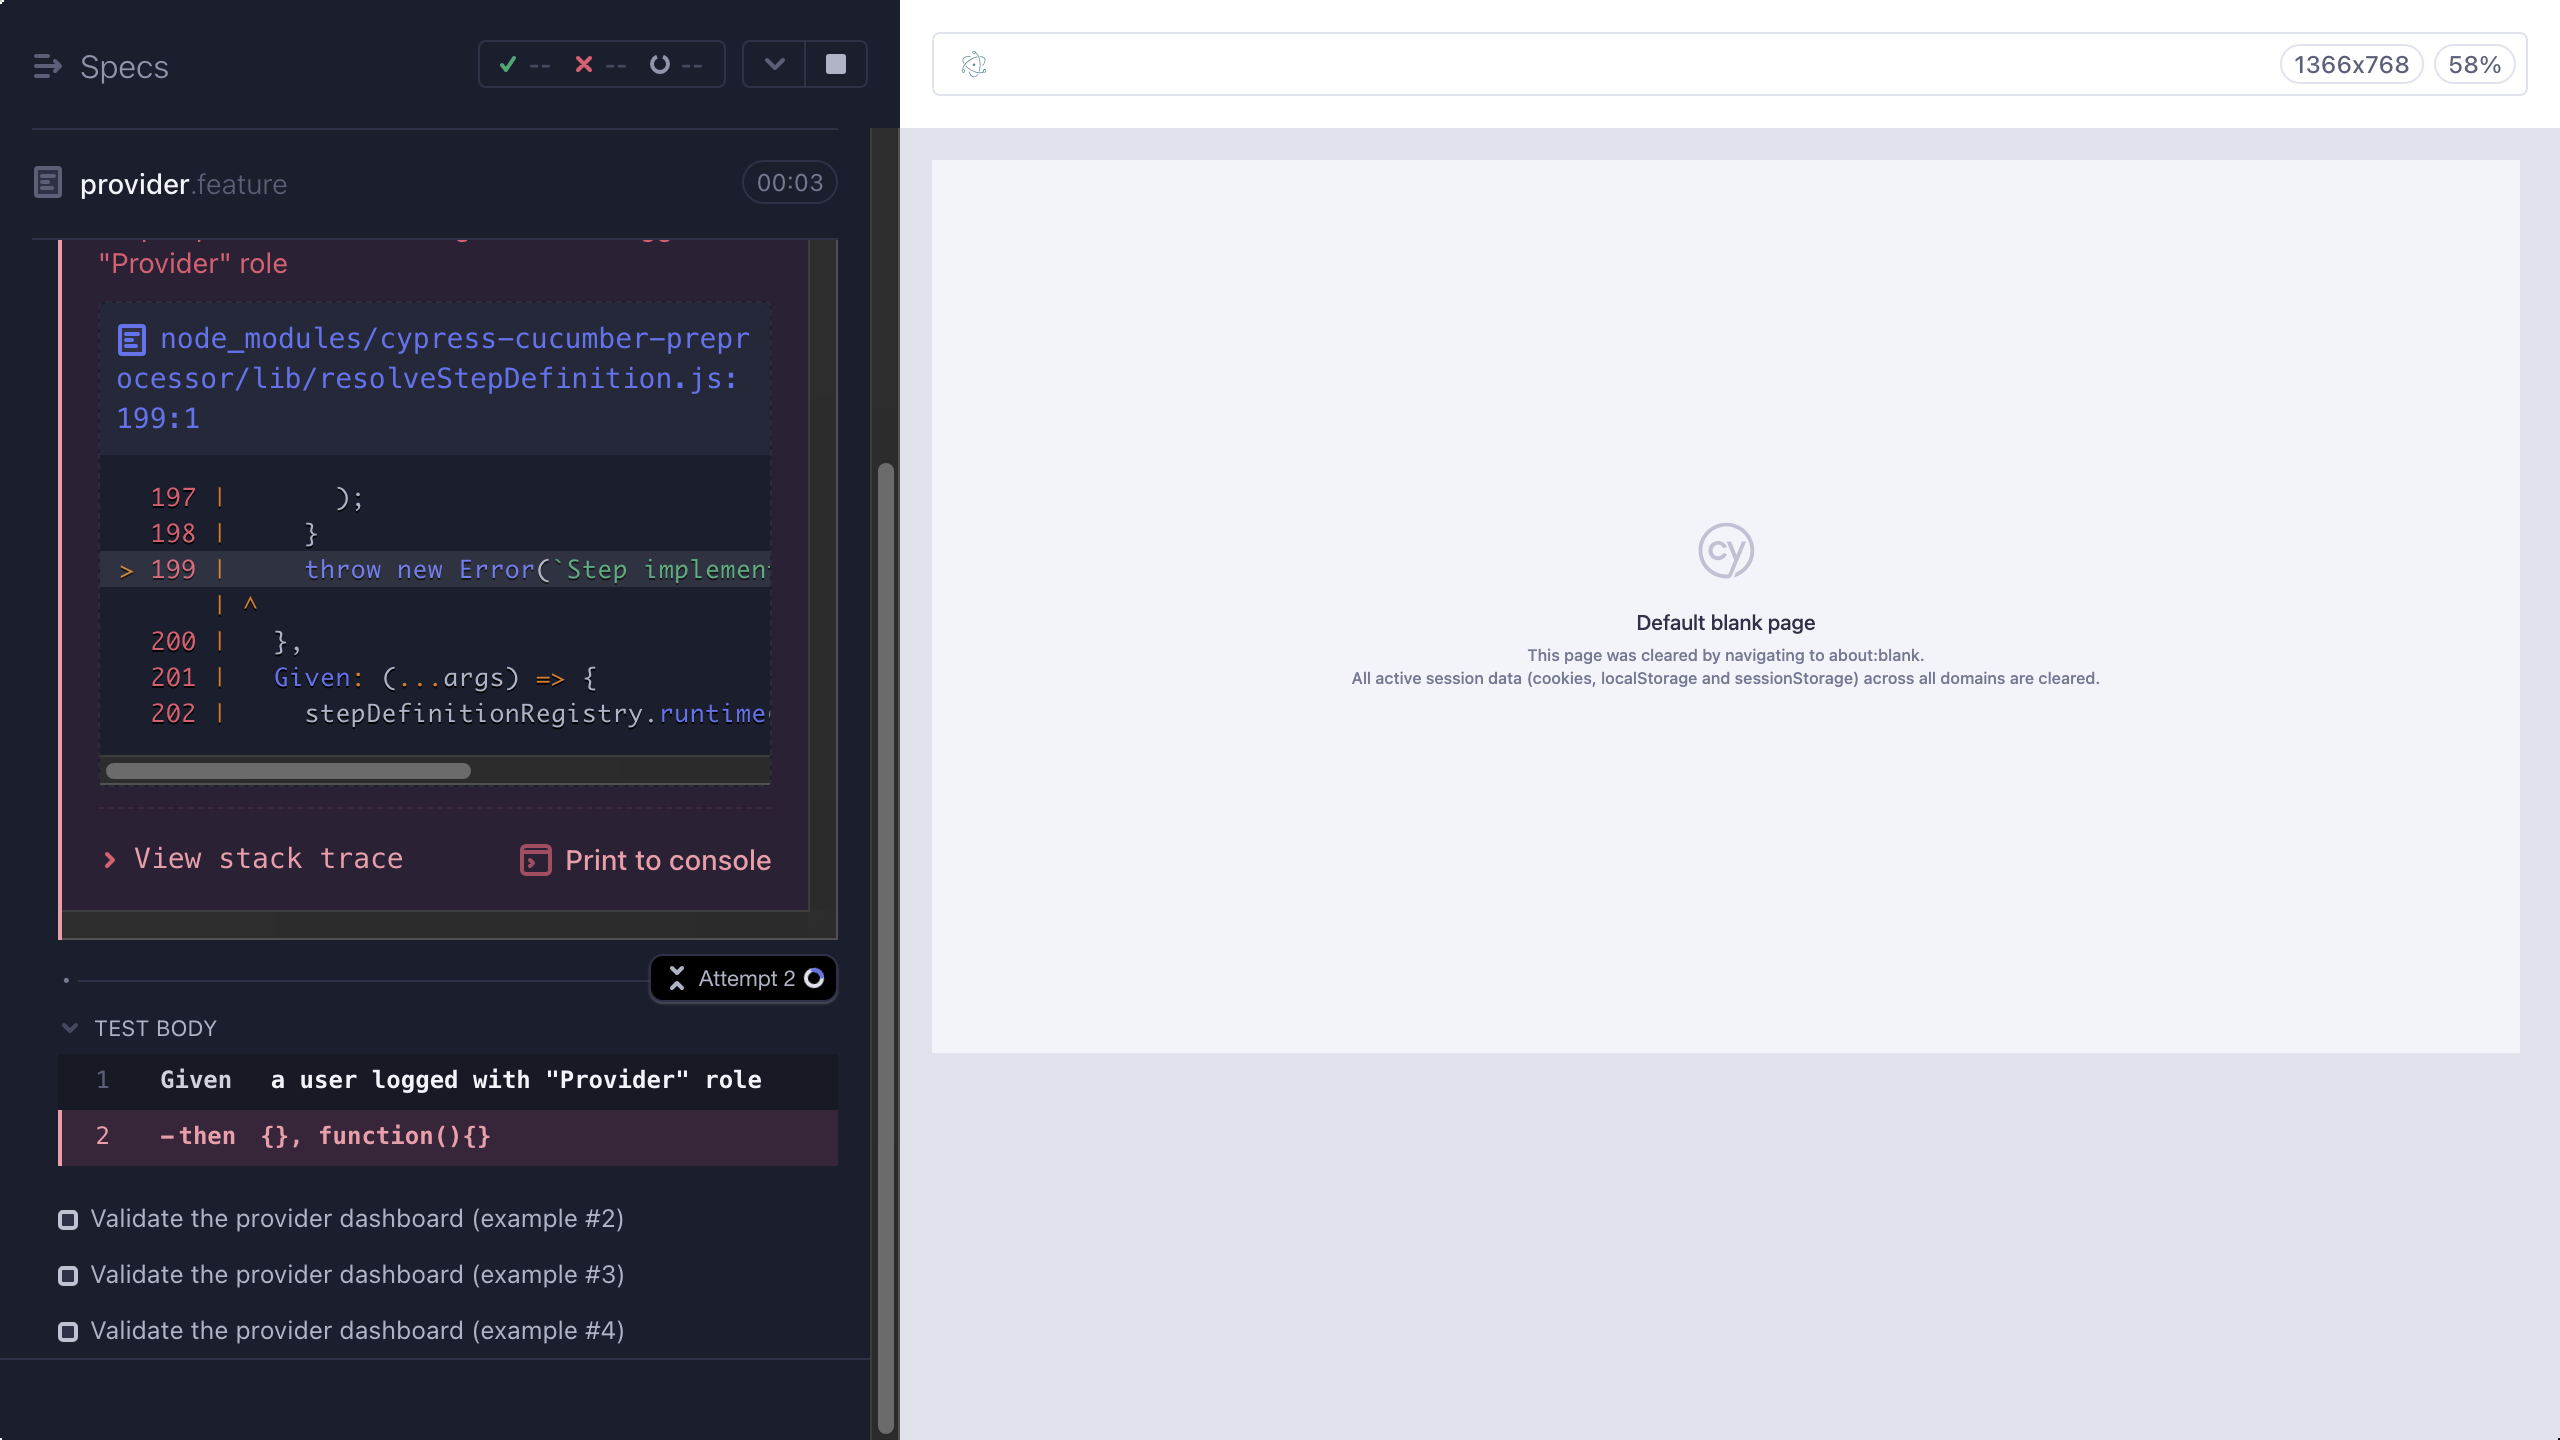 Specs
-- -- --
provider.feature
00:03
"Provider" role
node_modules/cypress-cucumber-prepr
ocessor/lib/resolveStepDefinition.js:
199:1
197 | );
198 | }
> 199 | throw new Error(`Step implement
| ^
200 | },
201 | Given: (...args) => {
202 | stepDefinitionRegistry.runtime(
View stack trace
Print to console
Attempt 2
TEST BODY
1 Given a user logged with "Provider" role
2 -then {}, function(){}
Validate the provider dashboard (example #2)
Validate the provider dashboard (example #3)
Validate the provider dashboard (example #4)
1366x768
58%
cy
Default blank page
This page was cleared by navigating to about:blank.
All active session data (cookies, localStorage and sessionStorage) across all domains are cleared.